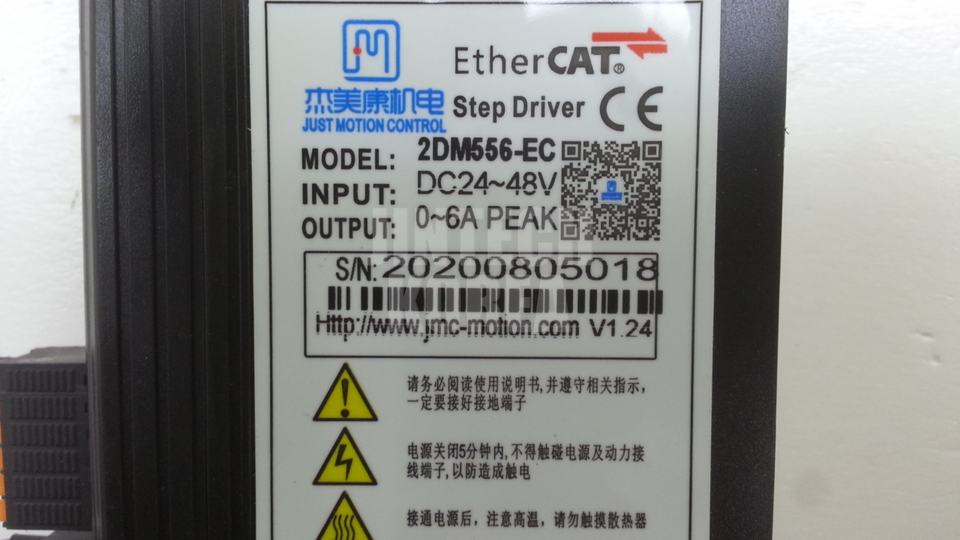 EtherCAT®
杰美康机电
JUST MOTION CONTROL
Step Driver CE
MODEL: 2DM556-EC
INPUT: DC24~48V
OUTPUT: 0~6A PEAK
S/N: 20200805018
Http://www.jmc-motion.com V1.24
请务必阅读使用说明书,并遵守相关指示,
一定要接好接地端子
电源关闭5分钟内,不得触碰电源及动力接
线端子,以防造成触电
接通电源后，注意高温，请勿触摸散热器